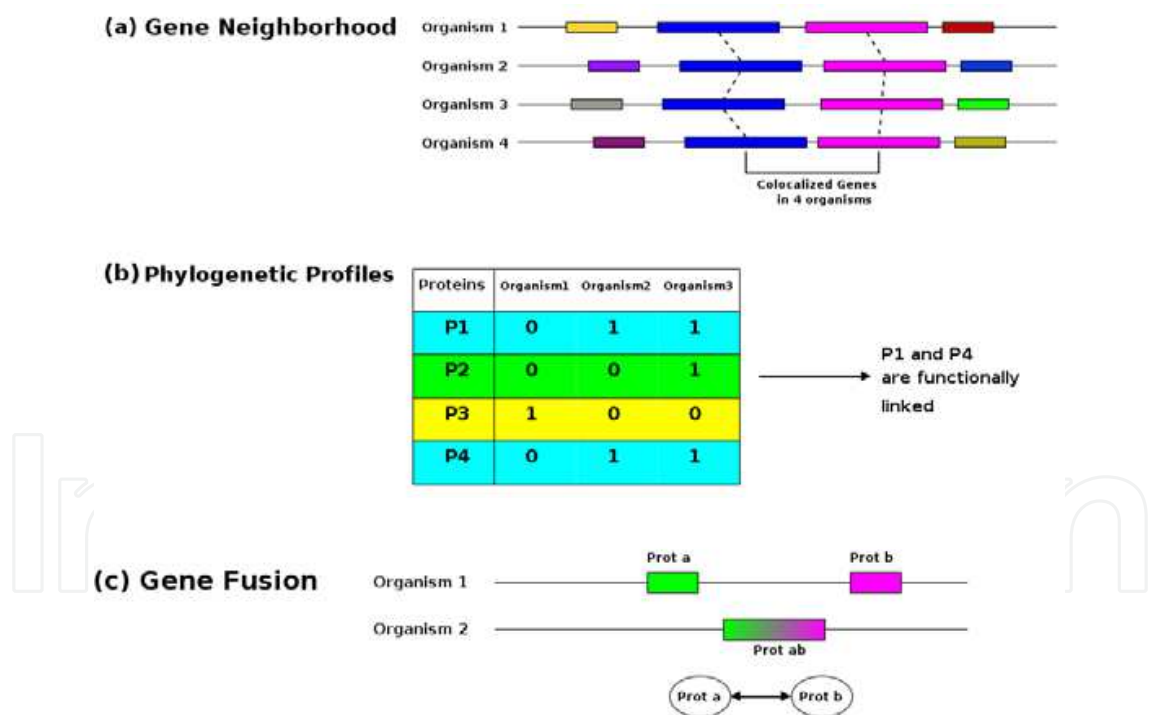 (a) Gene Neighborhood
Organism 1
Organism 2
Organism 3
Organism 4
Colocalized Genes
in 4 organisms
(b) Phylogenetic Profiles
Proteins Organism1 Organism2 Organism3
P1 0 1 1
P2 0 0 1
P3 1 0 0
P4 0 1 1
P1 and P4
are functionally
linked
(c) Gene Fusion
Organism 1
Prot a Prot b
Organism 2
Prot ab
Prot a Prot b